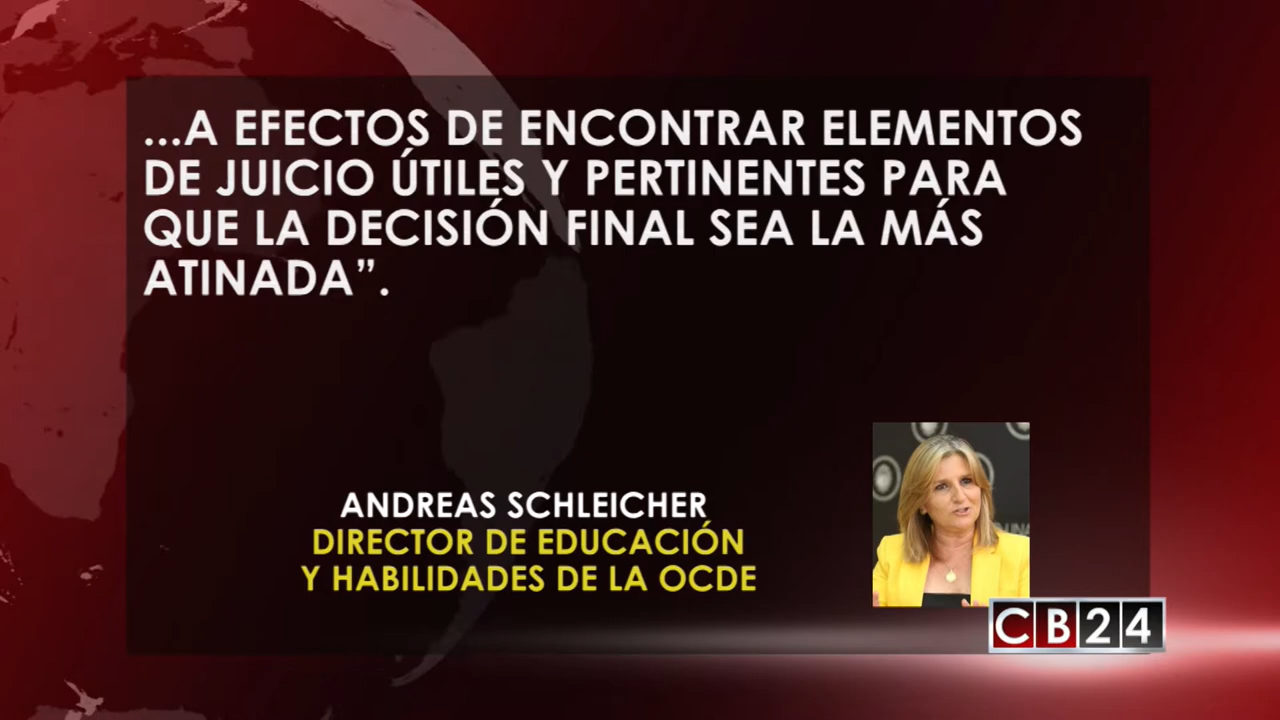 ...A EFECTOS DE ENCONTRAR ELEMENTOS
DE JUICIO ÚTILES Y PERTINENTES PARA
QUE LA DECISIÓN FINAL SEA LA MÁS
ATINADA”.
ANDREAS SCHLEICHER
DIRECTOR DE EDUCACIÓN
Y HABILIDADES DE LA OCDE
CB24